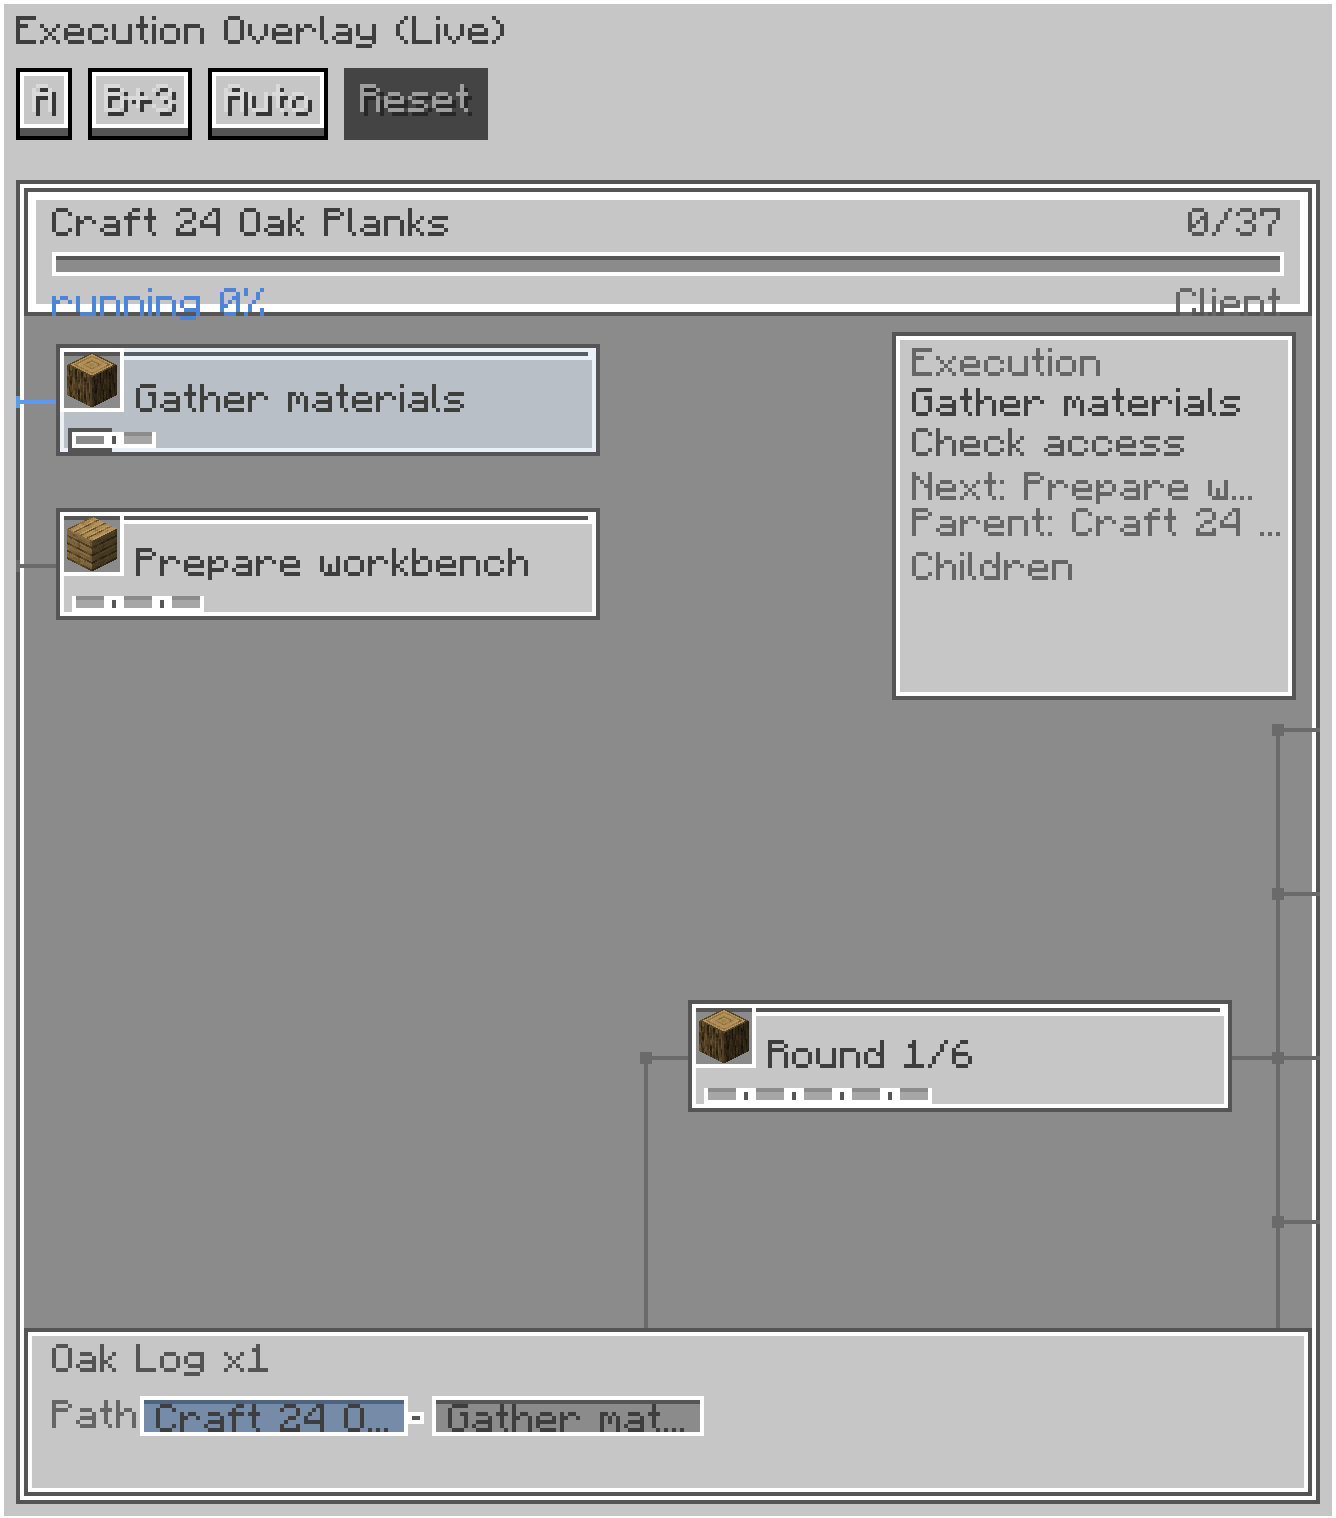 Execution Overlay (Live)
A B+3 Auto Reset
Craft 24 Oak Planks 0/37
running 0% Client
Gather materials
Prepare workbench
Execution
Gather materials
Check access
Next: Prepare w...
Parent: Craft 24 ...
Children
Round 1/6
Oak Log x1
Path Craft 24 O... - Gather mat...